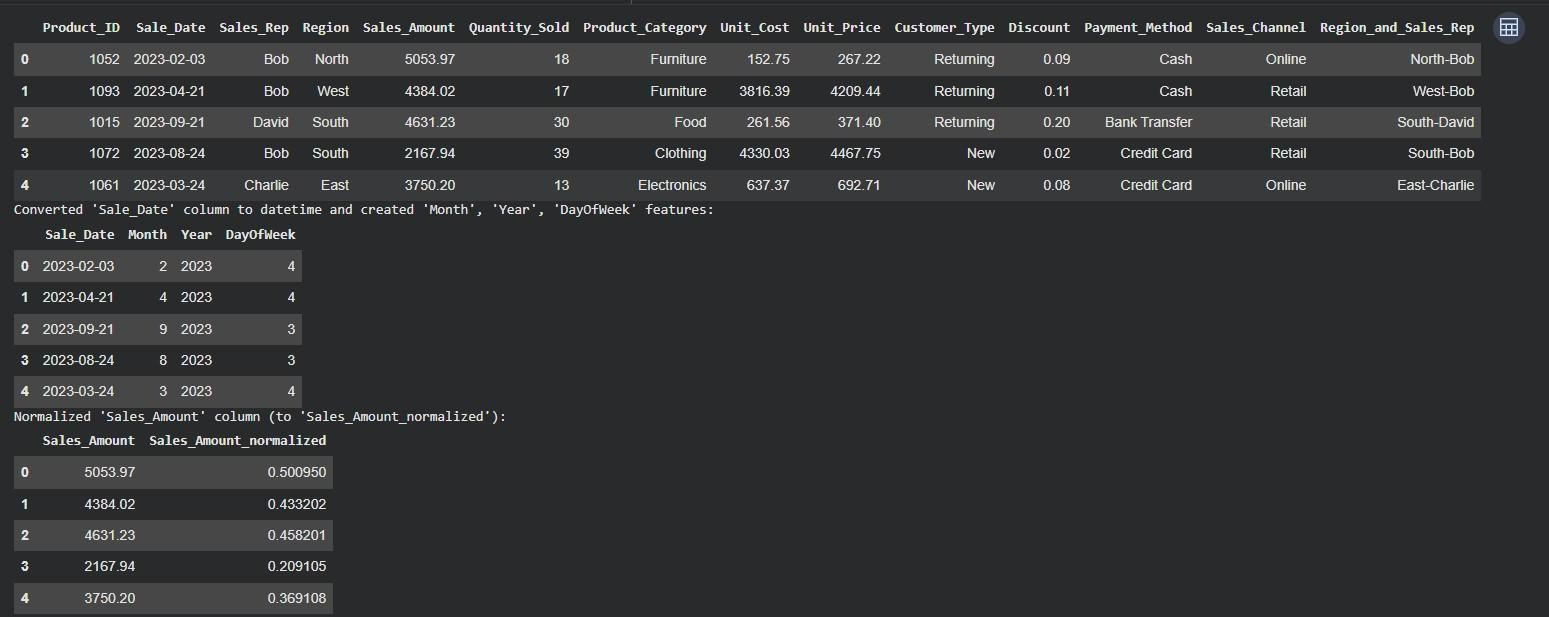 Product_ID Sale_Date Sales_Rep Region Sales_Amount Quantity_Sold Product_Category Unit_Cost Unit_Price Customer_Type Discount Payment_Method Sales_Channel Region_and_Sales_Rep
0 1052 2023-02-03 Bob North 5053.97 18 Furniture 152.75 267.22 Returning 0.09 Cash Online North-Bob
1 1093 2023-04-21 Bob West 4384.02 17 Furniture 3816.39 4209.44 Returning 0.11 Cash Retail West-Bob
2 1015 2023-09-21 David South 4631.23 30 Food 261.56 371.40 Returning 0.20 Bank Transfer Retail South-David
3 1072 2023-08-24 Bob South 2167.94 39 Clothing 4330.03 4467.75 New 0.02 Credit Card Retail South-Bob
4 1061 2023-03-24 Charlie East 3750.20 13 Electronics 637.37 692.71 New 0.08 Credit Card Online East-Charlie
Converted 'Sale_Date' column to datetime and created 'Month', 'Year', 'DayOfWeek' features:
Sale_Date Month Year DayOfWeek
0 2023-02-03 2 2023 4
1 2023-04-21 4 2023 4
2 2023-09-21 9 2023 3
3 2023-08-24 8 2023 3
4 2023-03-24 3 2023 4
Normalized 'Sales_Amount' column (to 'Sales_Amount_normalized'):
Sales_Amount Sales_Amount_normalized
0 5053.97 0.500950
1 4384.02 0.433202
2 4631.23 0.458201
3 2167.94 0.209105
4 3750.20 0.369108